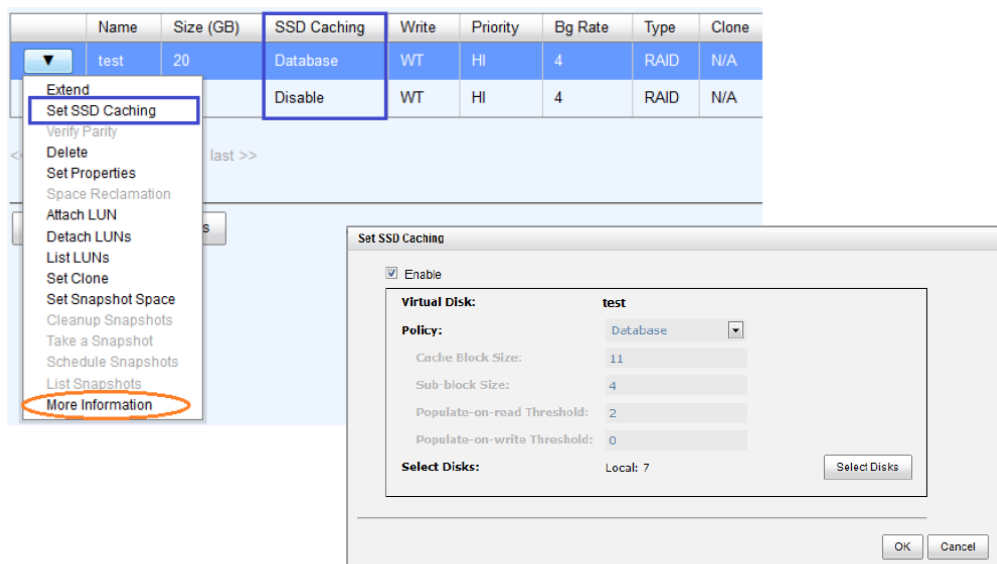 Name Size (GB) SSD Caching Write Priority Bg Rate Type Clone
▼ test 20 Database WT HI 4 RAID N/A
Disable WT HI 4 RAID N/A
Extend
Set SSD Caching
Verify Parity
Delete
Set Properties
Space Reclamation
Attach LUN
Detach LUNs
List LUNs
Set Clone
Set Snapshot Space
Cleanup Snapshots
Take a Snapshot
Schedule Snapshots
List Snapshots
More Information
last >>
Set SSD Caching
Enable
Virtual Disk: test
Policy: Database
Cache Block Size: 11
Sub-block Size: 4
Populate-on-read Threshold: 2
Populate-on-write Threshold: 0
Select Disks: Local: 7 Select Disks
OK Cancel